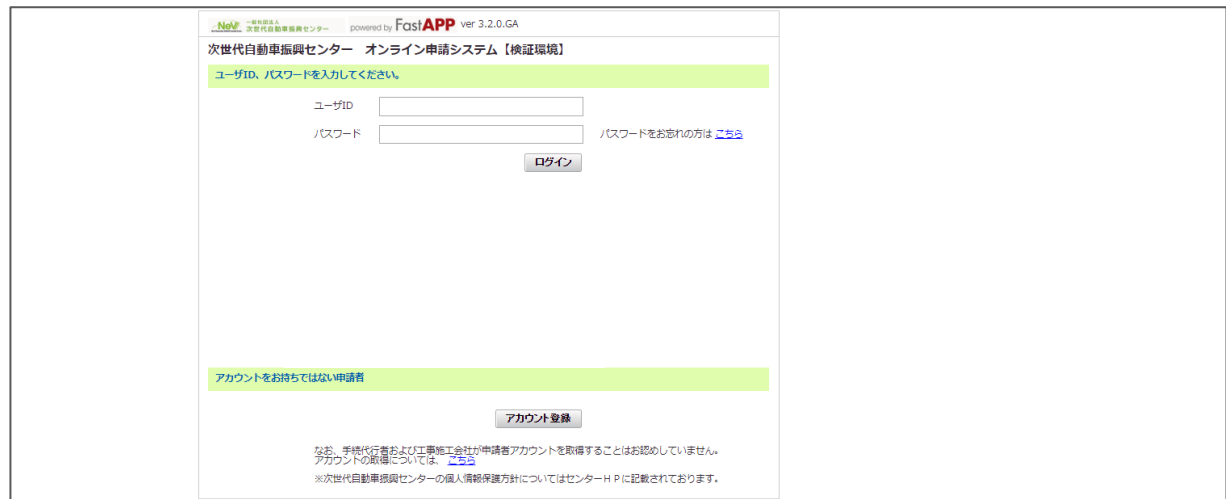 NeV 一般社団法人 次世代自動車振興センター powered by FastAPP ver 3.2.0.GA
次世代自動車振興センター　オンライン申請システム【検証環境】
ユーザID、パスワードを入力してください。
ユーザID
パスワード パスワードをお忘れの方は こちら
ログイン
アカウントをお持ちではない申請者
アカウント登録
なお、手続代行者および工事施工会社が申請者アカウントを取得することはお認めしていません。
アカウントの取得については、 こちら
※次世代自動車振興センターの個人情報保護方針についてはセンターＨＰに記載されております。